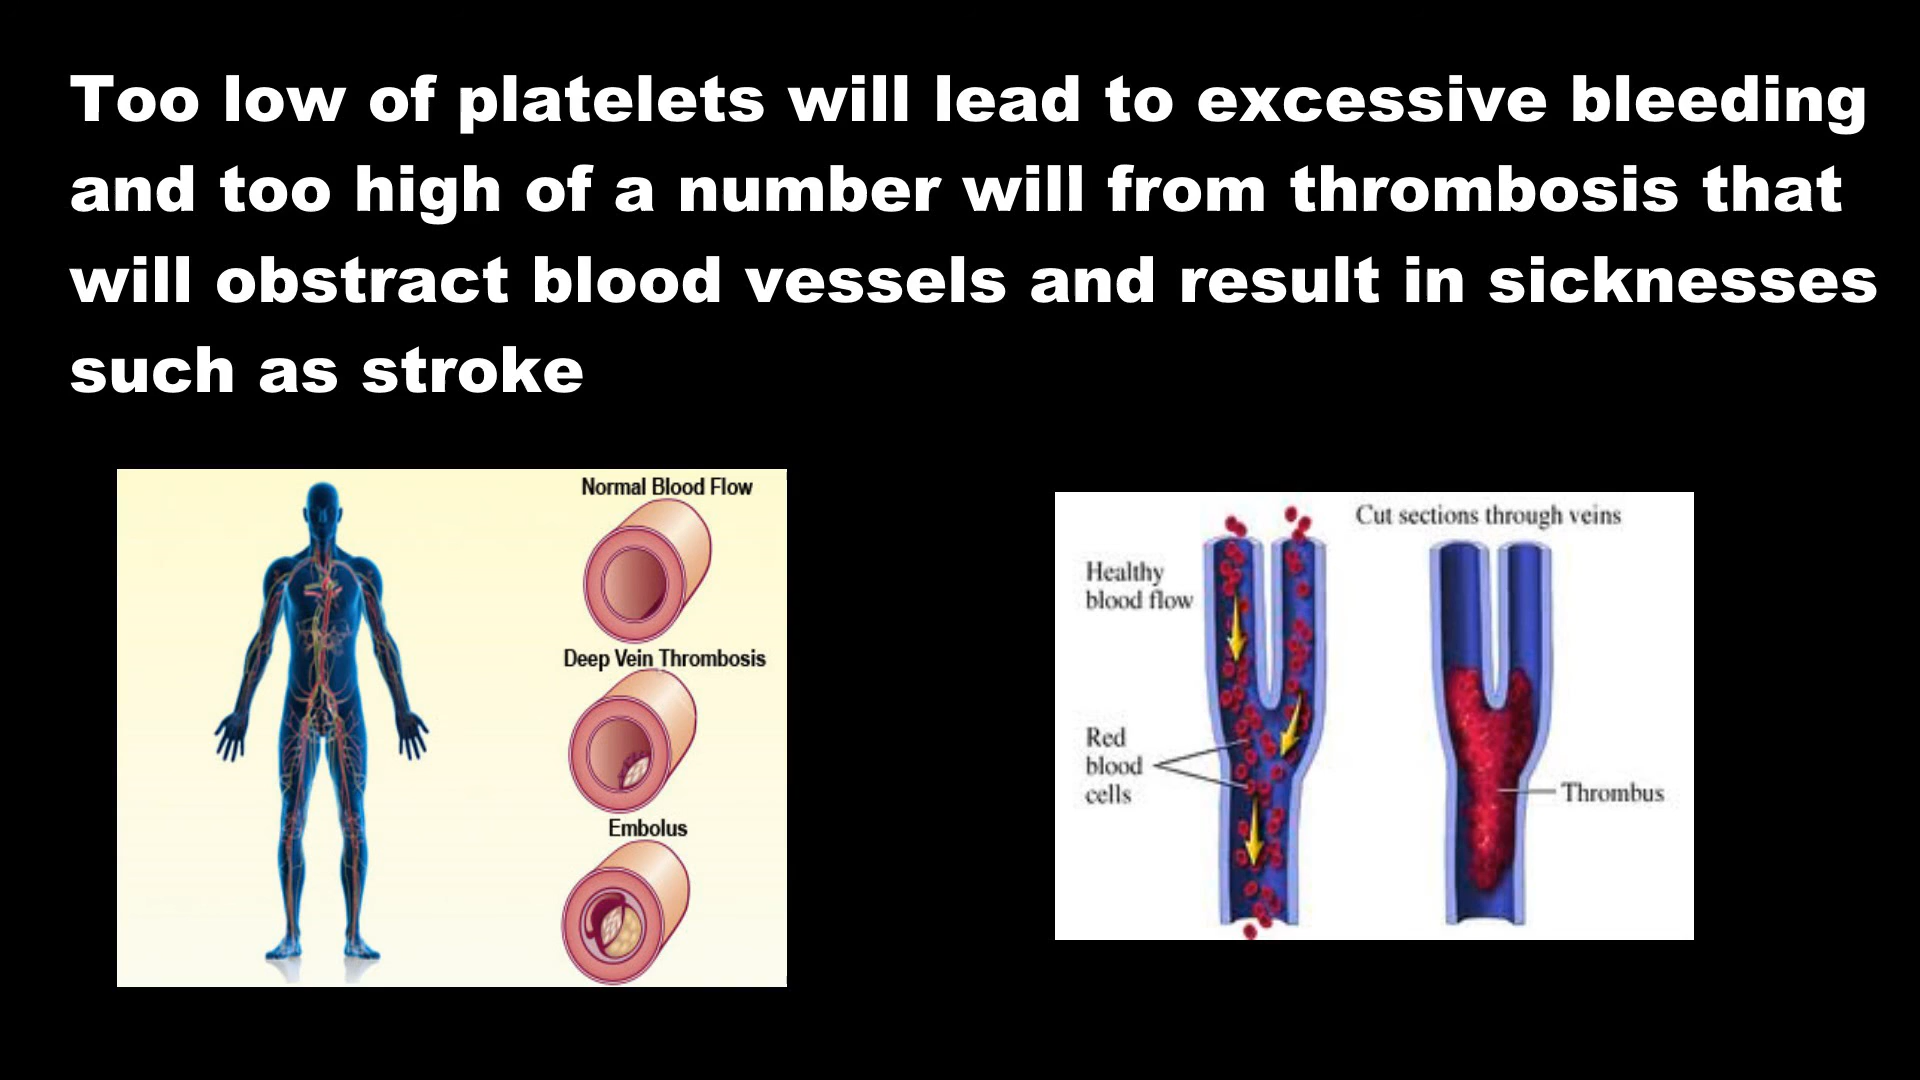 Too low of platelets will lead to excessive bleeding
and too high of a number will from thrombosis that
will obstract blood vessels and result in sicknesses
such as stroke
Normal Blood Flow
Deep Vein Thrombosis
Embolus
Cut sections through veins
Healthy
blood flow
Red
blood
cells
Thrombus